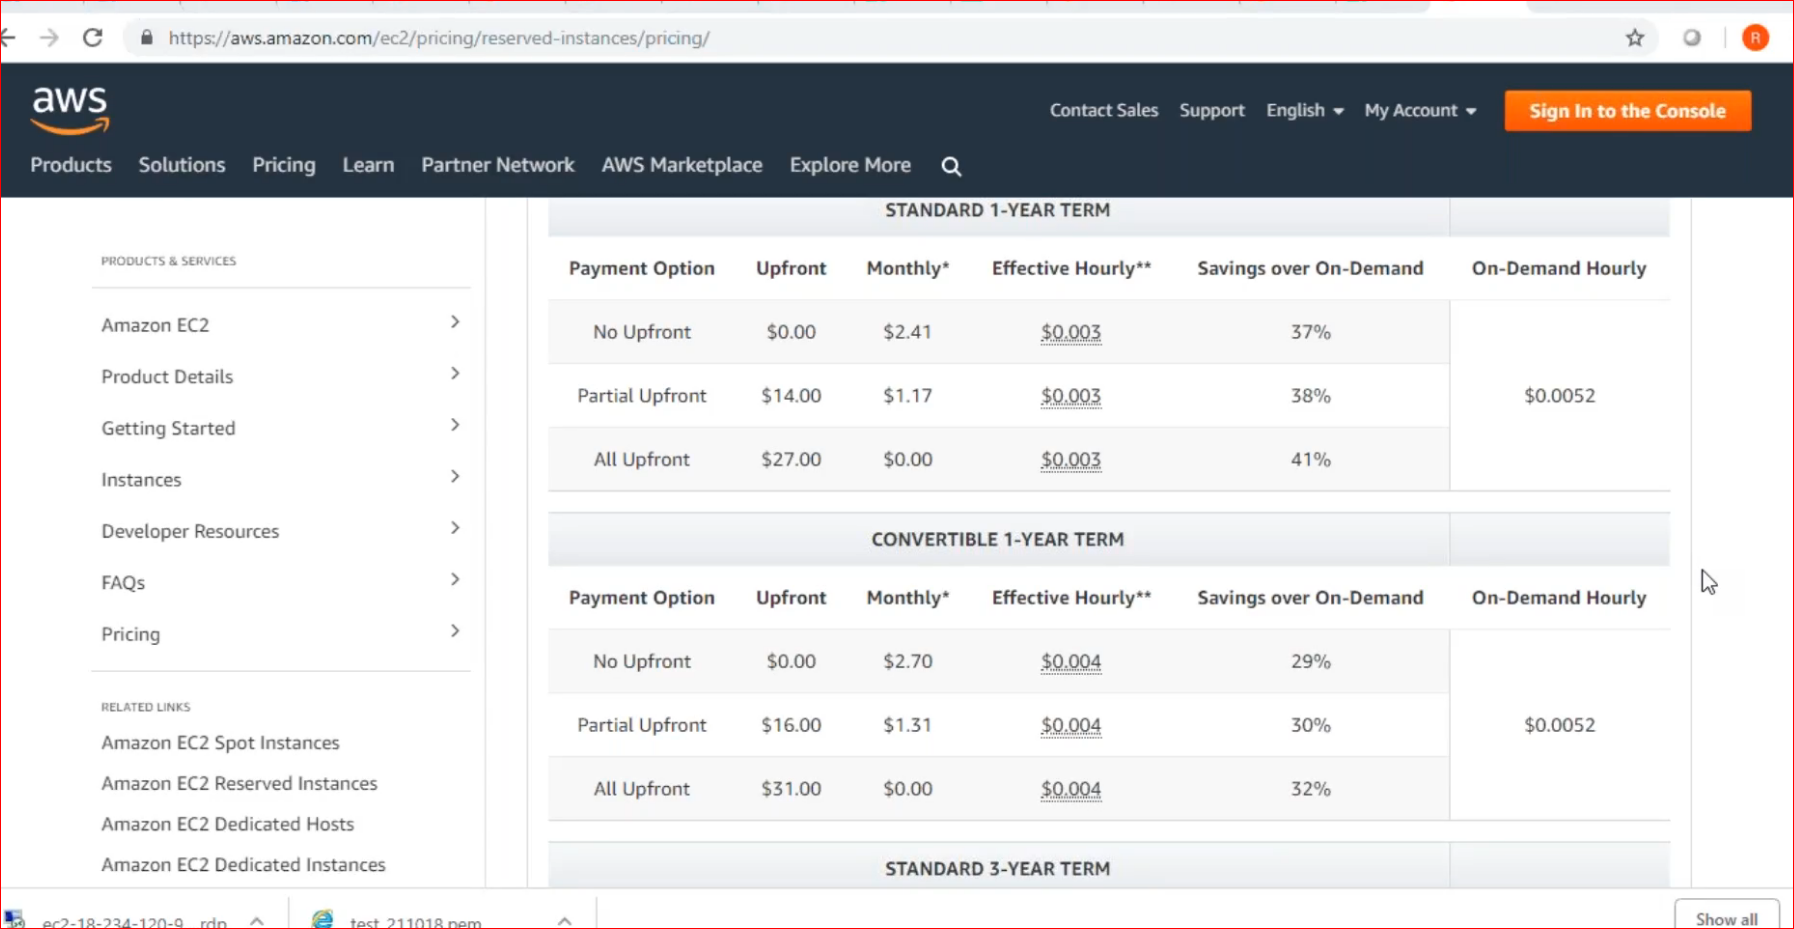 https://aws.amazon.com/ec2/pricing/reserved-instances/pricing/
R
aws
Contact Sales Support English My Account Sign In to the Console
Products Solutions Pricing Learn Partner Network AWS Marketplace Explore More
PRODUCTS & SERVICES
Amazon EC2
Product Details
Getting Started
Instances
Developer Resources
FAQs
Pricing
RELATED LINKS
Amazon EC2 Spot Instances
Amazon EC2 Reserved Instances
Amazon EC2 Dedicated Hosts
Amazon EC2 Dedicated Instances
STANDARD 1-YEAR TERM
Payment Option Upfront Monthly* Effective Hourly** Savings over On-Demand On-Demand Hourly
No Upfront $0.00 $2.41 $0.003 37%
Partial Upfront $14.00 $1.17 $0.003 38% $0.0052
All Upfront $27.00 $0.00 $0.003 41%
CONVERTIBLE 1-YEAR TERM
Payment Option Upfront Monthly* Effective Hourly** Savings over On-Demand On-Demand Hourly
No Upfront $0.00 $2.70 $0.004 29%
Partial Upfront $16.00 $1.31 $0.004 30% $0.0052
All Upfront $31.00 $0.00 $0.004 32%
STANDARD 3-YEAR TERM
ec2-18-234-120-9....rdp test_211018.pem Show all